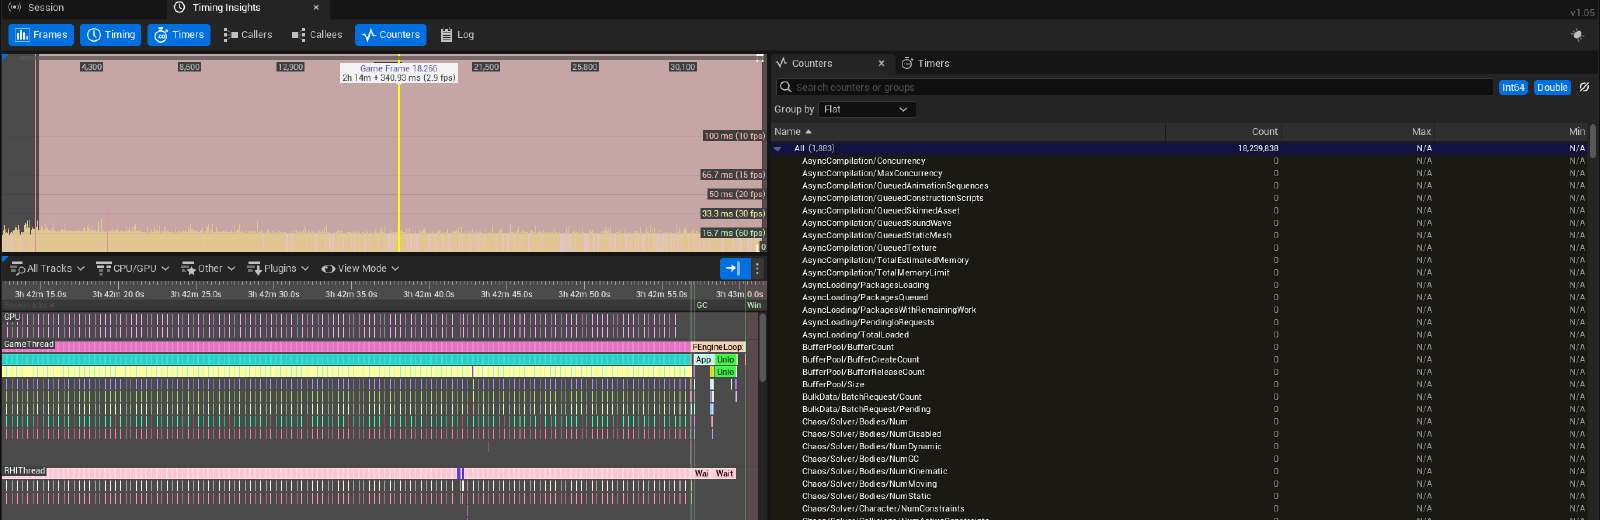 Session
Timing Insights
v1.05
Frames Timing Timers Callers Callees Counters Log
4,300 8,600 12,900 21,500 25,800 30,100
Game Frame 18,266
2h 14m + 340.93 ms (2.9 fps)
100 ms (10 fps)
66.7 ms (15 fps)
50 ms (20 fps)
33.3 ms (30 fps)
16.7 ms (60 fps)
0
All Tracks CPU/GPU Other Plugins View Mode
3h 42m 15.0s 3h 42m 20.0s 3h 42m 25.0s 3h 42m 30.0s 3h 42m 35.0s 3h 42m 40.0s 3h 42m 45.0s 3h 42m 50.0s 3h 42m 55.0s 3h 43m 0.0s
GC Win
GPU
GameThread FEngineLoop:
App Unlo
Unlo
RHIThread Wai Wait
Counters Timers
Search counters or groups Int64 Double
Group by Flat
Name Count Max Min
All (1,883) 18,239,838 N/A N/A
AsyncCompilation/Concurrency 0 N/A N/A
AsyncCompilation/MaxConcurrency 0 N/A N/A
AsyncCompilation/QueuedAnimationSequences 0 N/A N/A
AsyncCompilation/QueuedConstructionScripts 0 N/A N/A
AsyncCompilation/QueuedSkinnedAsset 0 N/A N/A
AsyncCompilation/QueuedSoundWave 0 N/A N/A
AsyncCompilation/QueuedStaticMesh 0 N/A N/A
AsyncCompilation/QueuedTexture 0 N/A N/A
AsyncCompilation/TotalEstimatedMemory 0 N/A N/A
AsyncCompilation/TotalMemoryLimit 0 N/A N/A
AsyncLoading/PackagesLoading 0 N/A N/A
AsyncLoading/PackagesQueued 0 N/A N/A
AsyncLoading/PackagesWithRemainingWork 0 N/A N/A
AsyncLoading/PendingIoRequests 0 N/A N/A
AsyncLoading/TotalLoaded 0 N/A N/A
BufferPool/BufferCount 0 N/A N/A
BufferPool/BufferCreateCount 0 N/A N/A
BufferPool/BufferReleaseCount 0 N/A N/A
BufferPool/Size 0 N/A N/A
BulkData/BatchRequest/Count 0 N/A N/A
BulkData/BatchRequest/Pending 0 N/A N/A
Chaos/Solver/Bodies/Num 0 N/A N/A
Chaos/Solver/Bodies/NumDisabled 0 N/A N/A
Chaos/Solver/Bodies/NumDynamic 0 N/A N/A
Chaos/Solver/Bodies/NumGC 0 N/A N/A
Chaos/Solver/Bodies/NumKinematic 0 N/A N/A
Chaos/Solver/Bodies/NumMoving 0 N/A N/A
Chaos/Solver/Bodies/NumStatic 0 N/A N/A
Chaos/Solver/Character/NumConstraints 0 N/A N/A